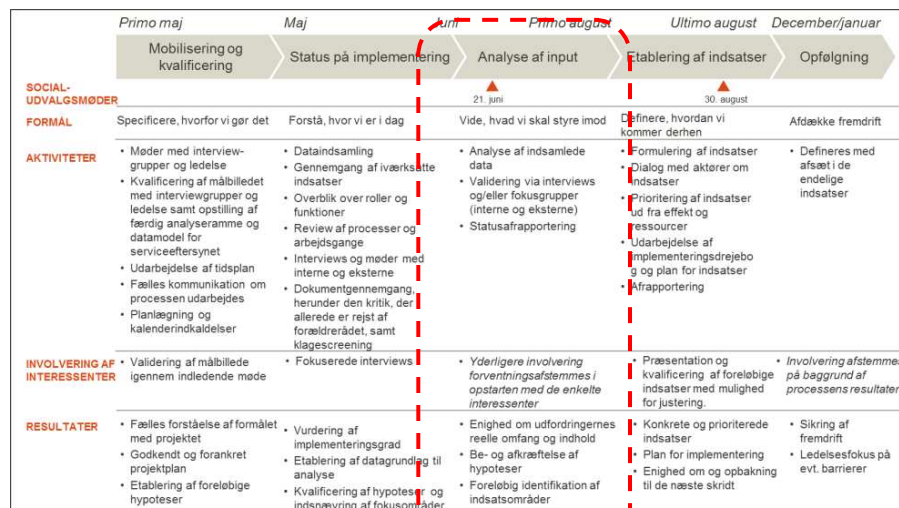 Primo maj
Maj
Juni
Primo august
Ultimo august
December/januar
Mobilisering og
kvalificering
Status på implementering
Analyse af input
Etablering af indsatser
Opfølgning
SOCIAL-
UDVALGSMØDER
21. juni
30. august
FORMÅL
Specificere, hvorfor vi gør det
Forstå, hvor vi er i dag
Vide, hvad vi skal styre imod
Definere, hvordan vi
kommer derhen
Afdække fremdrift
AKTIVITETER
• Møder med interview-
grupper og ledelse
• Kvalificering af målbilledet
med interviewgrupper og
ledelse samt opstilling af
færdig analyseramme og
datamodel for
serviceeftersynet
• Udarbejdelse af tidsplan
• Fælles kommunikation om
processen udarbejdes
• Planlægning og
kalenderindkaldelser
• Dataindsamling
• Gennemgang af iværksatte
indsatser
• Overblik over roller og
funktioner
• Review af processer og
arbejdsgange
• Interviews og møder med
interne og eksterne
• Dokumentgennemgang,
herunder den kritik, der
allerede er rejst af
forældrerådet, samt
klagescreening
• Analyse af indsamlede
data
• Validering via interviews
og/eller fokusgrupper
(interne og eksterne)
• Statusafrapportering
• Formulering af indsatser
• Dialog med aktører om
indsatser
• Prioritering af indsatser
ud fra effekt og
ressourcer
• Udarbejdelse af
implementeringsdrejebo
g og plan for indsatser
• Afrapportering
• Defineres med
afsæt i de
endelige
indsatser
INVOLVERING AF
INTERESSENTER
• Validering af målbillede
igennem indledende møde
• Fokuserede interviews
• Yderligere involvering
forventningsafstemmes i
opstarten med de enkelte
interessenter
• Præsentation og
kvalificering af foreløbige
indsatser med mulighed
for justering.
• Involvering afstemmes
på baggrund af
processens resultater
RESULTATER
• Fælles forståelse af formålet
med projektet
• Godkendt og forankret
projektplan
• Etablering af foreløbige
hypoteser
• Vurdering af
implementeringsgrad
• Etablering af datagrundlag til
analyse
• Kvalificering af hypoteser og
indsnævring af fokusområder
• Enighed om udfordringernes
reelle omfang og indhold
• Be- og afkræftelse af
hypoteser
• Foreløbig identifikation af
indsatsområder
• Konkrete og prioriterede
indsatser
• Plan for implementering
• Enighed om og opbakning
til de næste skridt
• Sikring af
fremdrift
• Ledelsesfokus på
evt. barrierer